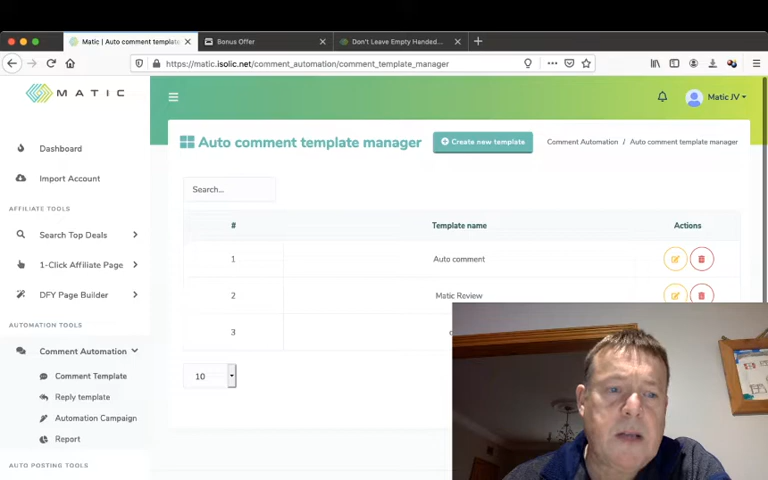 Matic | Auto comment template
Bonus Offer
Don't Leave Empty Handed...
https://matic.isolic.net/comment_automation/comment_template_manager
MATIC
Matic JV
Dashboard
Import Account
AFFILIATE TOOLS
Search Top Deals
1-Click Affiliate Page
DFY Page Builder
AUTOMATION TOOLS
Comment Automation
Comment Template
Reply template
Automation Campaign
Report
AUTO POSTING TOOLS
Auto comment template manager
Create new template
Comment Automation / Auto comment template manager
Search...
# Template name Actions
1 Auto comment
2 Matic Review
3
10